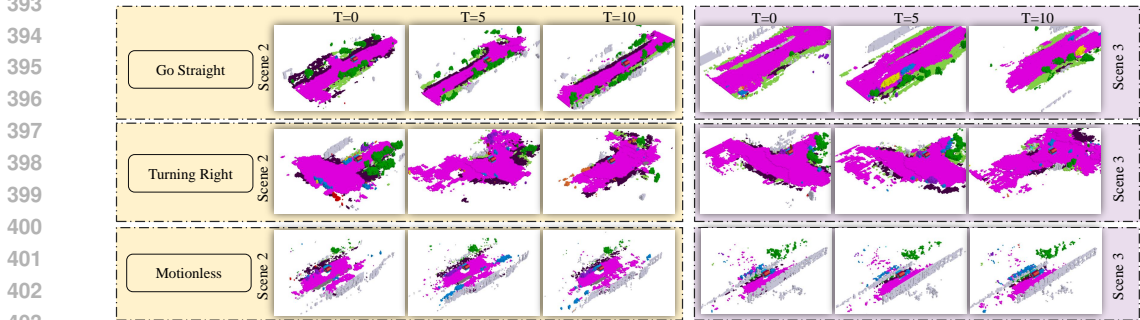 393
394
395
396
397
398
399
400
401
402
T=0 T=5 T=10 T=0 T=5 T=10
Go Straight
Scene 2
Scene 3
Turning Right
Scene 2
Scene 3
Motionless
Scene 2
Scene 3